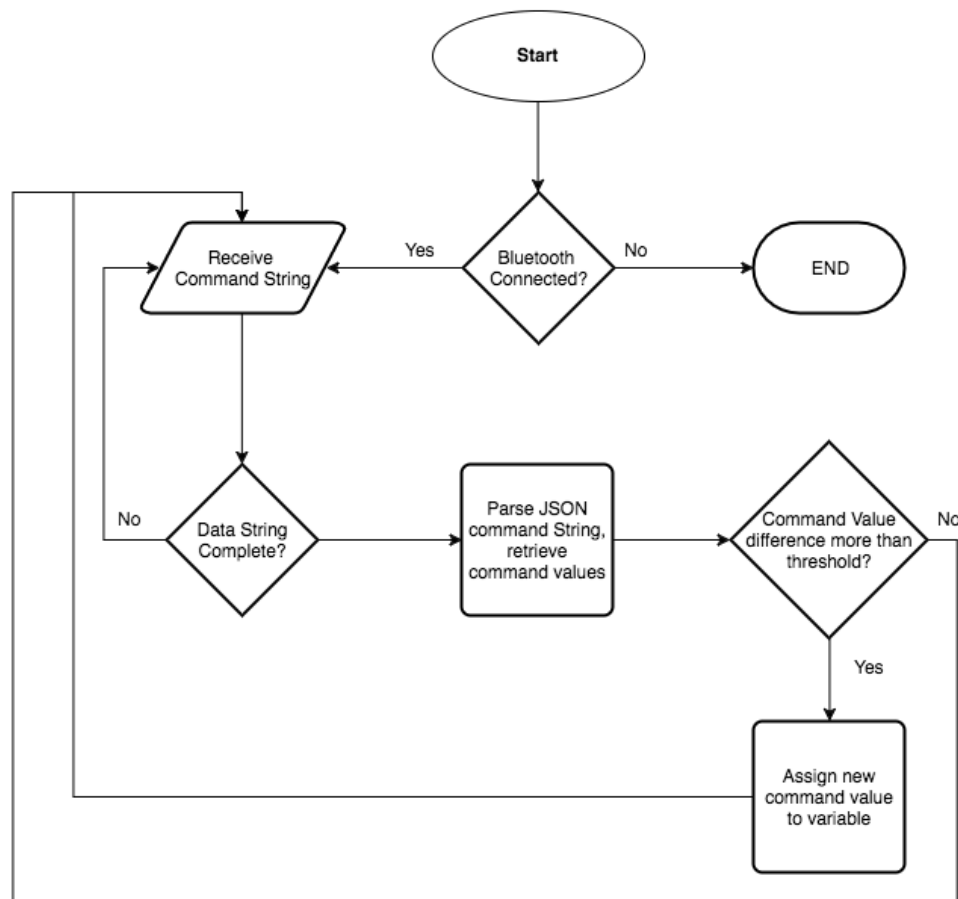 Start
Bluetooth
Connected?
Yes
No
END
Receive
Command String
Data String
Complete?
No
Parse JSON
command String,
retrieve
command values
Command Value
difference more than
threshold?
No
Yes
Assign new
command value
to variable